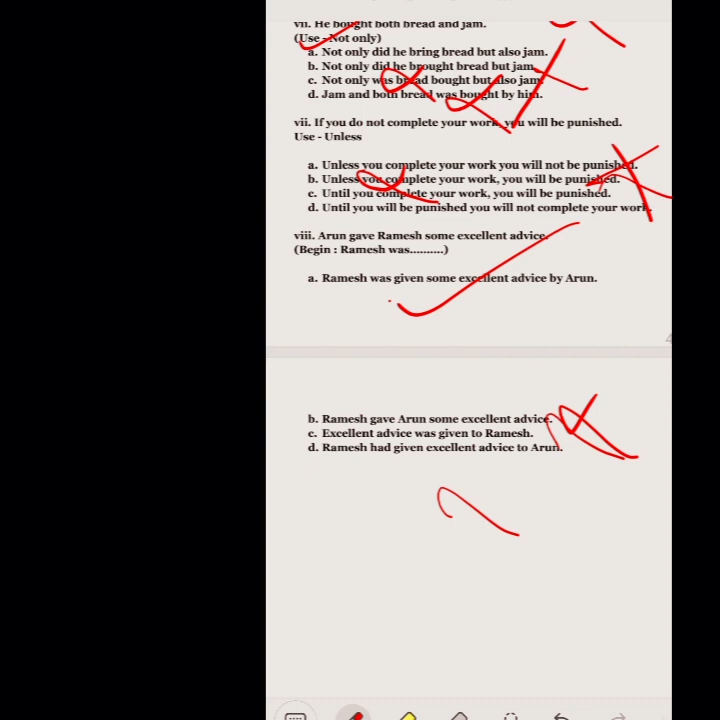 vii. He bought both bread and jam.
(Use - Not only)
a. Not only did he bring bread but also jam.
b. Not only did he brought bread but jam.
c. Not only was bread bought but also jam.
d. Jam and both bread was bought by him.
vii. If you do not complete your work, you will be punished.
Use - Unless
a. Unless you complete your work you will not be punished.
b. Unless you complete your work, you will be punished.
c. Until you complete your work, you will be punished.
d. Until you will be punished you will not complete your work.
viii. Arun gave Ramesh some excellent advice.
(Begin : Ramesh was..........)
a. Ramesh was given some excellent advice by Arun.
b. Ramesh gave Arun some excellent advice.
c. Excellent advice was given to Ramesh.
d. Ramesh had given excellent advice to Arun.